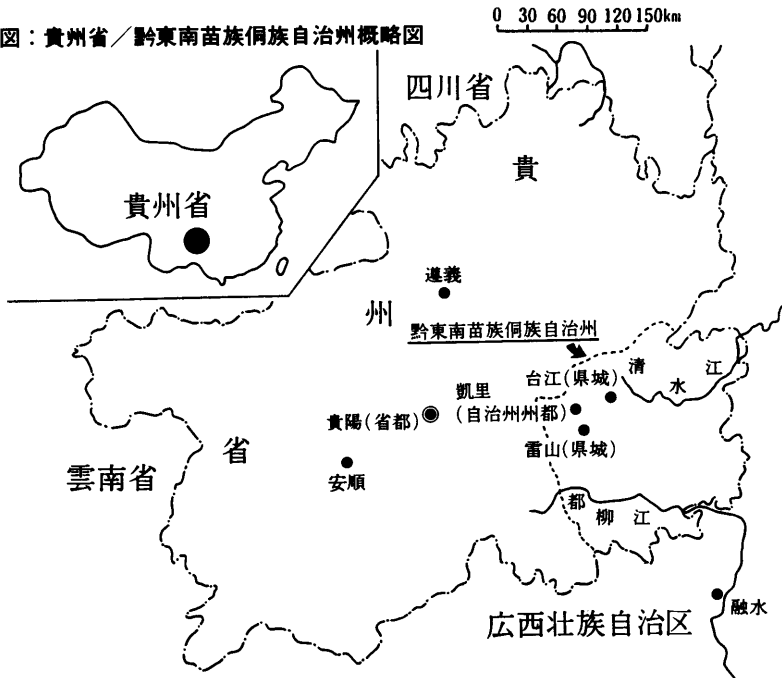 図：貴州省／黔東南苗族侗族自治州概略図
0 30 60 90 120 150km
四川省
貴
貴州省
遵義
州
黔東南苗族侗族自治州
清
水
江
台江(県城)
凱里
(自治州州都)
貴陽(省都)
雷山(県城)
省
雲南省
安順
都
柳
江
広西壮族自治区
融水